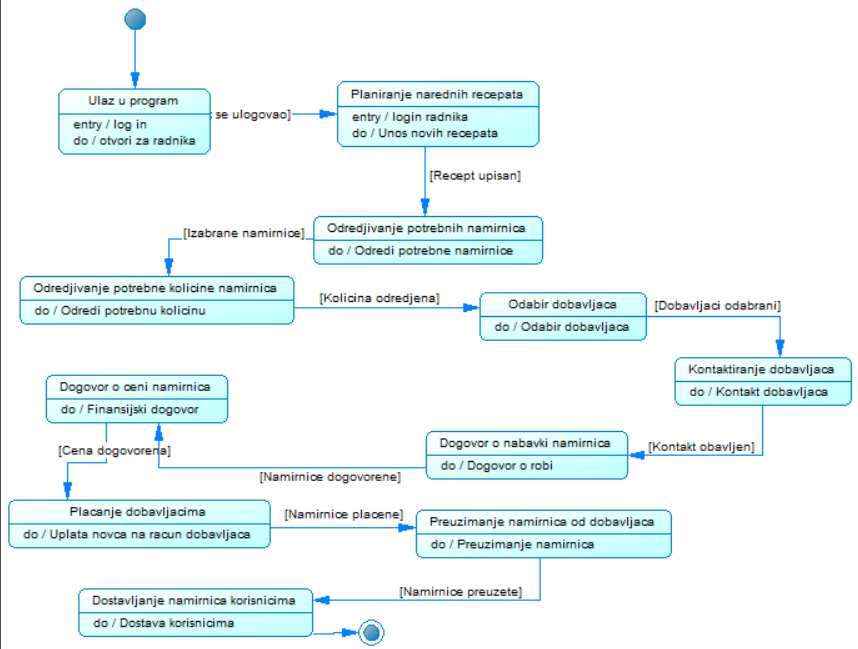 Ulaz u program
entry / log in
do / otvori za radnika
se ulogovao]
Planiranje narednih recepata
entry / login radnika
do / Unos novih recepata
[Recept upisan]
Odredjivanje potrebnih namirnica
do / Odredi potrebne namirnice
[Izabrane namirnice]
Odredjivanje potrebne kolicine namirnica
do / Odredi potrebnu kolicinu
[Kolicina odredjena]
Odabir dobavljaca
do / Odabir dobavljaca
[Dobavljaci odabrani]
Kontaktiranje dobavljaca
do / Kontakt dobavljaca
[Kontakt obavljen]
Dogovor o nabavki namirnica
do / Dogovor o robi
[Namirnice dogovorene]
Dogovor o ceni namirnica
do / Finansijski dogovor
[Cena dogovorena]
Placanje dobavljacima
do / Uplata novca na racun dobavljaca
[Namirnice placene]
Preuzimanje namirnica od dobavljaca
do / Preuzimanje namirnica
[Namirnice preuzete]
Dostavljanje namirnica korisnicima
do / Dostava korisnicima